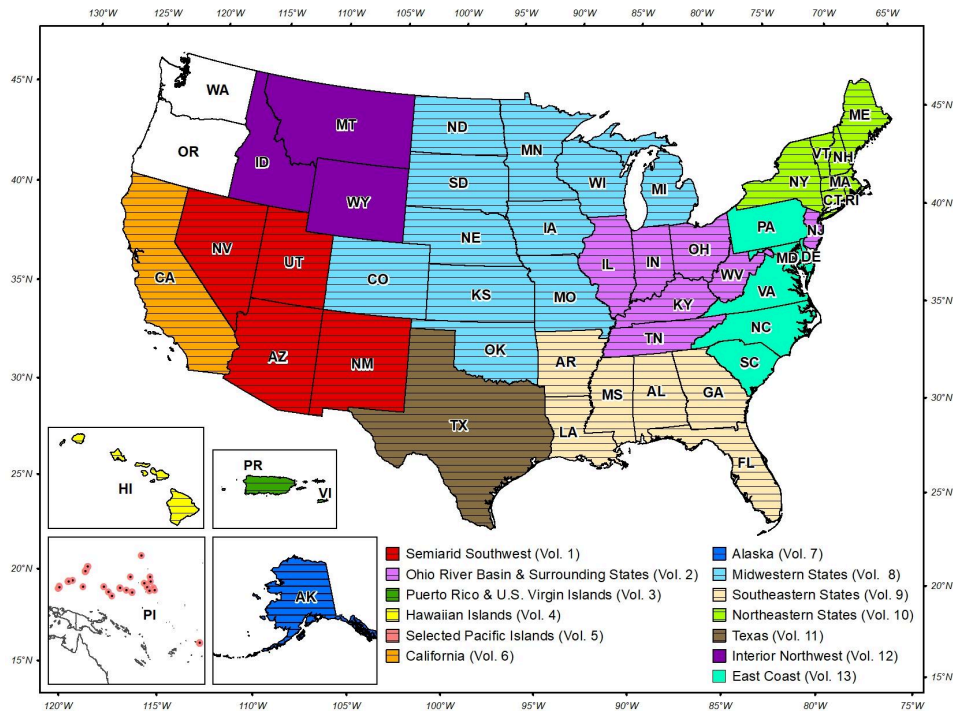 130°W 125°W 120°W 115°W 110°W 105°W 100°W 95°W 90°W 85°W 80°W 75°W 70°W 65°W
45°N
WA
MT
ND
MN
ME
45°N
OR
ID
VT
NH
40°N
SD
WI
MI
NY
MA
WY
CT
RI
40°N
NE
IA
PA
NJ
NV
UT
OH
CA
CO
IL
IN
MD
DE
35°N
WV
VA
KS
MO
KY
35°N
NC
TN
OK
AZ
NM
AR
SC
30°N
MS
AL
GA
30°N
TX
LA
FL
PR
25°N
HI
VI
25°N
Semiarid Southwest (Vol. 1)
Ohio River Basin & Surrounding States (Vol. 2)
Puerto Rico & U.S. Virgin Islands (Vol. 3)
Hawaiian Islands (Vol. 4)
Selected Pacific Islands (Vol. 5)
California (Vol. 6)
Alaska (Vol. 7)
Midwestern States (Vol. 8)
Southeastern States (Vol. 9)
Northeastern States (Vol. 10)
Texas (Vol. 11)
Interior Northwest (Vol. 12)
East Coast (Vol. 13)
20°N
20°N
AK
PI
15°N
15°N
120°W 115°W 110°W 105°W 100°W 95°W 90°W 85°W 80°W 75°W